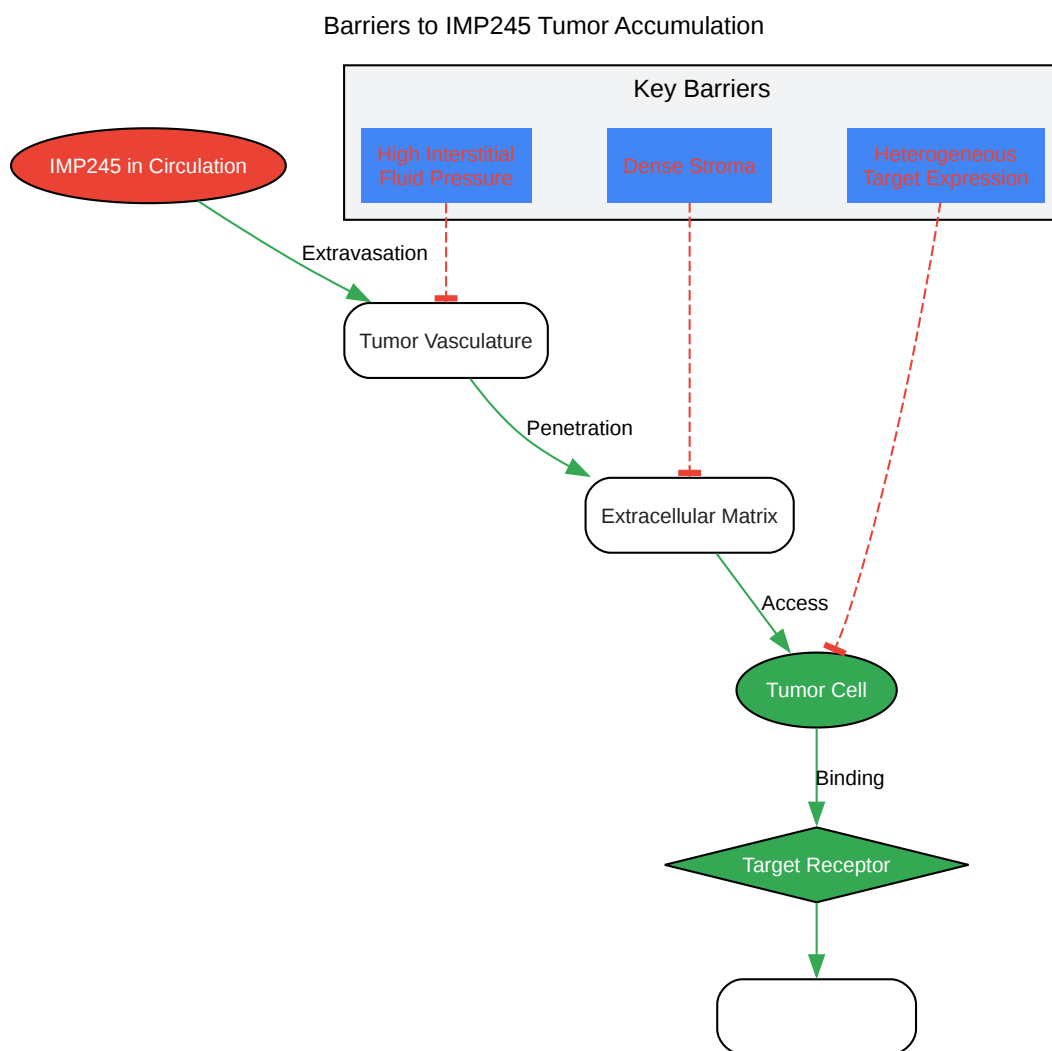 Barriers to IMP245 Tumor Accumulation
Key Barriers
IMP245 in Circulation
High Interstitial
Fluid Pressure
Dense Stroma
Heterogeneous
Target Expression
Extravasation
Tumor Vasculature
Penetration
Extracellular Matrix
Access
Tumor Cell
Binding
Target Receptor